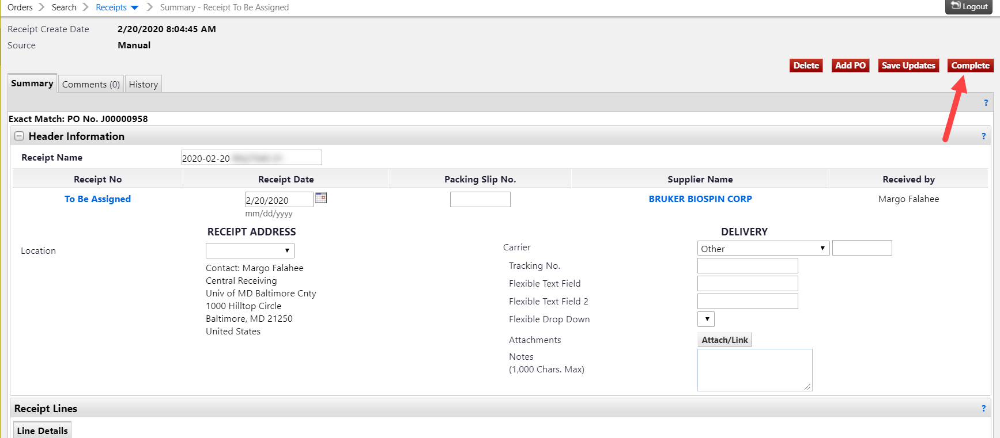 Orders Search Receipts Summary - Receipt To Be Assigned Logout
Receipt Create Date 2/20/2020 8:04:45 AM
Source Manual
Delete Add PO Save Updates Complete
Summary Comments (0) History
?
Exact Match: PO No. J00000958
Header Information ?
Receipt Name 2020-02-20
Receipt No Receipt Date Packing Slip No. Supplier Name Received by
To Be Assigned 2/20/2020 BRUKER BIOSPIN CORP Margo Falahee
mm/dd/yyyy
RECEIPT ADDRESS DELIVERY
Location Carrier Other
Contact: Margo Falahee Tracking No.
Central Receiving Flexible Text Field
Univ of MD Baltimore Cnty
1000 Hilltop Circle Flexible Text Field 2
Baltimore, MD 21250 Flexible Drop Down
United States
Attachments Attach/Link
Notes
(1,000 Chars. Max)
Receipt Lines ?
Line Details